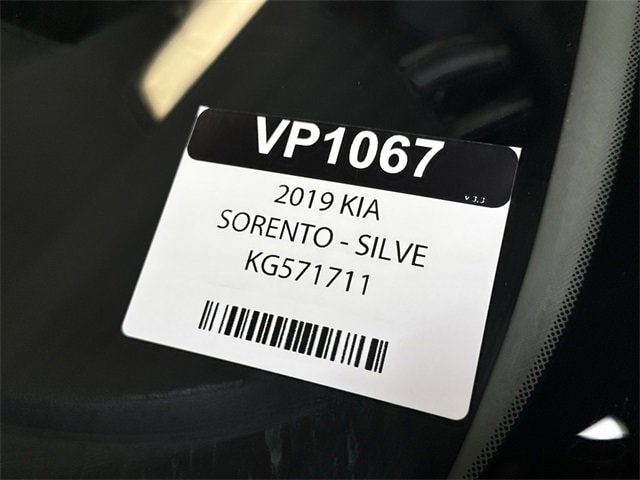 VP1067
v 3.3
2019 KIA
SORENTO - SILVE
KG571711